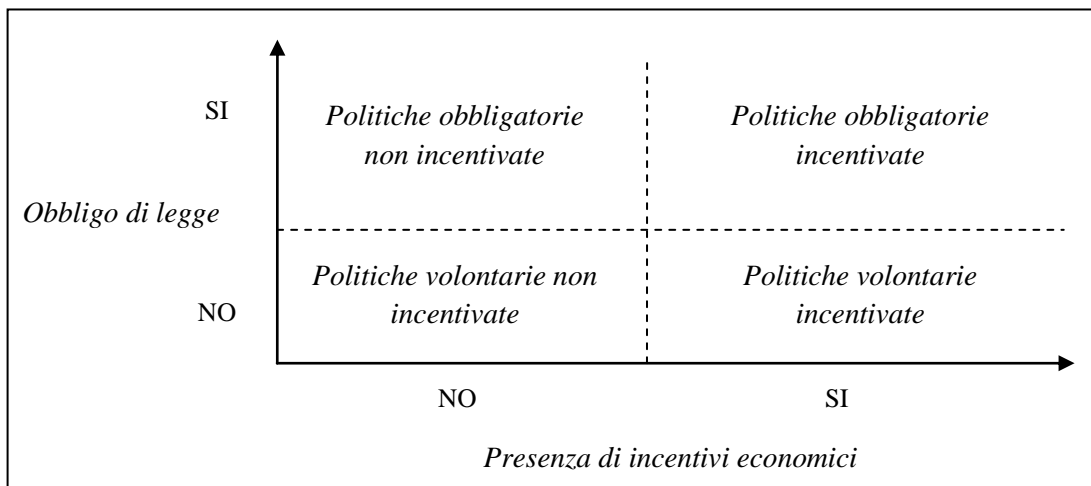 SI
Politiche obbligatorie
non incentivate
Politiche obbligatorie
incentivate
Obbligo di legge
NO
Politiche volontarie non
incentivate
Politiche volontarie
incentivate
NO
SI
Presenza di incentivi economici